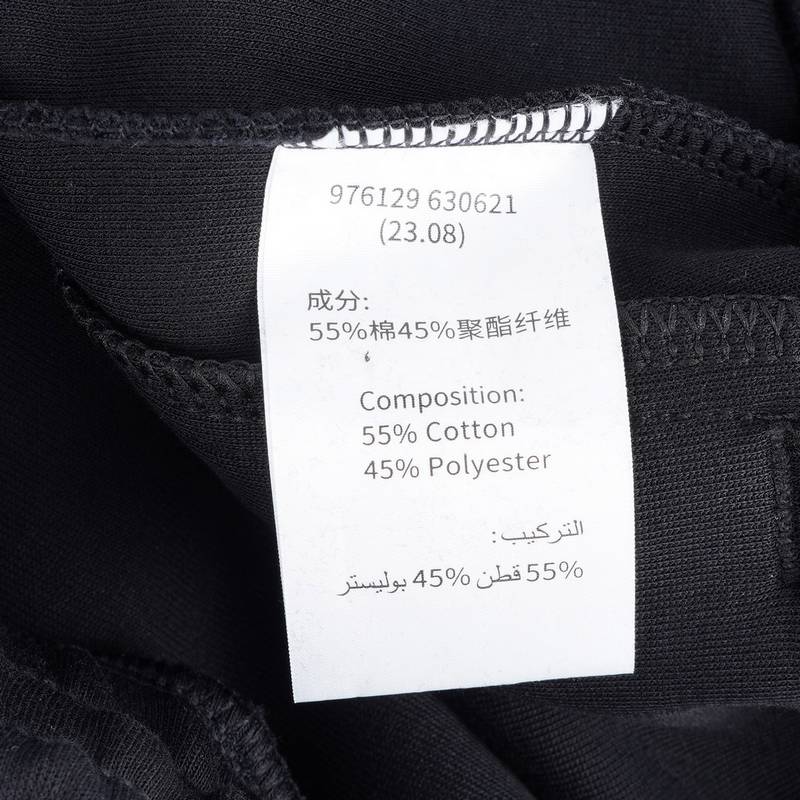 976129 630621
(23.08)
成分:
55%棉45%聚酯纤维
Composition:
55% Cotton
45% Polyester
التركيب:
55% قطن 45% بوليستر